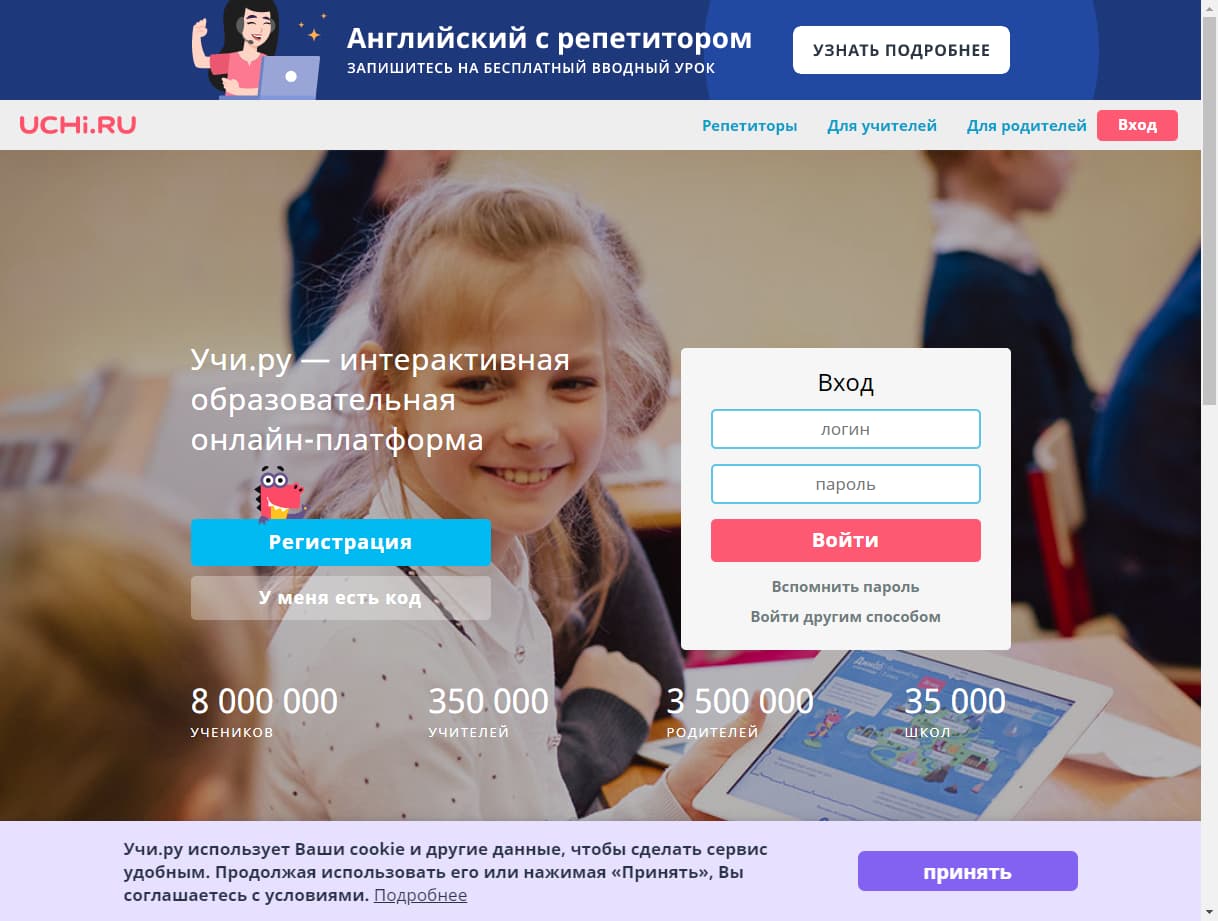 Английский с репетитором
ЗАПИШИТЕСЬ НА БЕСПЛАТНЫЙ ВВОДНЫЙ УРОК
УЗНАТЬ ПОДРОБНЕЕ
UCHi.RU
Репетиторы
Для учителей
Для родителей
Вход
Учи.ру — интерактивная
образовательная
онлайн-платформа
Регистрация
У меня есть код
Вход
логин
пароль
Войти
Вспомнить пароль
Войти другим способом
8 000 000
УЧЕНИКОВ
350 000
УЧИТЕЛЕЙ
3 500 000
РОДИТЕЛЕЙ
35 000
ШКОЛ
Учи.ру использует Ваши cookie и другие данные, чтобы сделать сервис
удобным. Продолжая использовать его или нажимая «Принять», Вы
соглашаетесь с условиями. Подробнее
принять